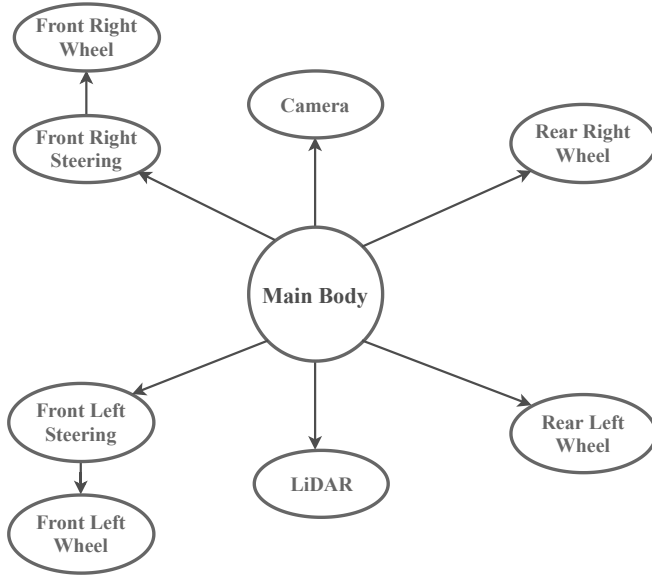 Front Right
Wheel
Camera
Front Right
Steering
Rear Right
Wheel
Main Body
Front Left
Steering
Rear Left
Wheel
LiDAR
Front Left
Wheel